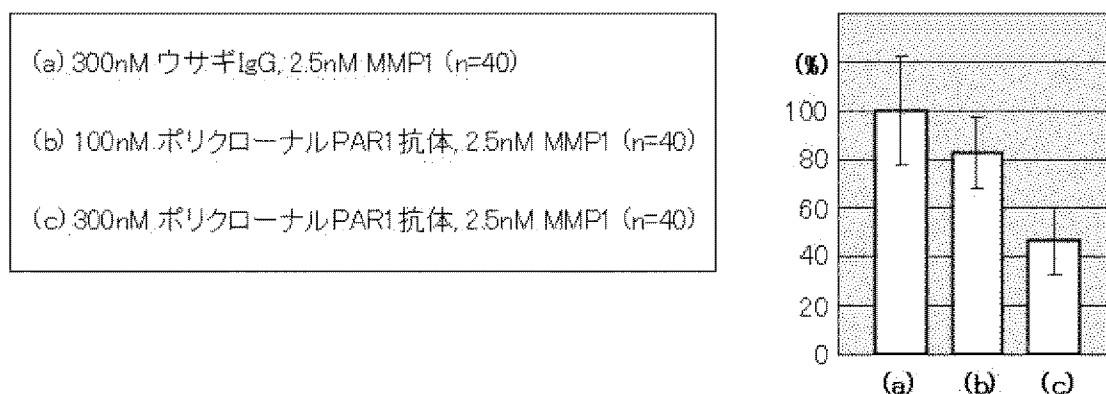 (a) 300nM ウサギIgG, 2.5nM MMP1 (n=40)
(b) 100nM ポリクローナルPAR1抗体, 2.5nM MMP1 (n=40)
(c) 300nM ポリクローナルPAR1抗体, 2.5nM MMP1 (n=40)
(%)
100
80
60
40
20
0
(a) (b) (c)